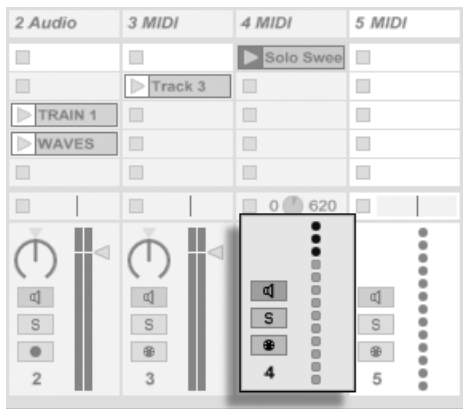 2 Audio 3 MIDI 4 MIDI 5 MIDI
Solo Swee
Track 3
TRAIN 1
WAVES
0 620
S S S S
2 3 4 5